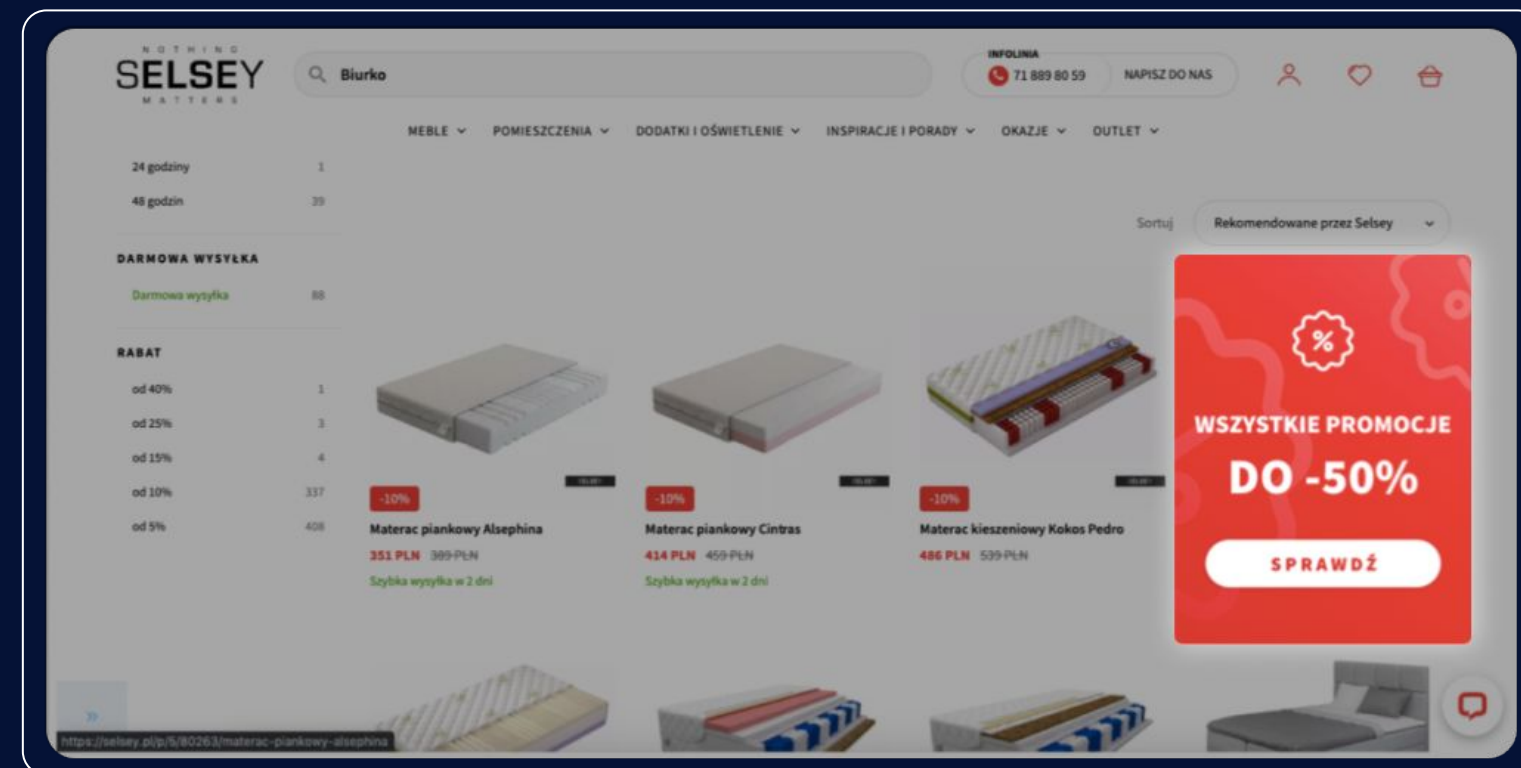 NOTHING
SELSEY
MATTERS
Biurko
INFOLINIA
71 889 80 59
NAPISZ DO NAS
MEBLE
POMIESZCZENIA
DODATKI I OŚWIETLENIE
INSPIRACJE I PORADY
OKAZJE
OUTLET
24 godziny 1
48 godzin 39
Sortuj
Rekomendowane przez Selsey
DARMOWA WYSYŁKA
Darmowa wysyłka 88
RABAT
od 40% 1
od 25% 3
od 15% 4
od 10% 337
od 5% 408
-10%
Materac piankowy Alsephina
351 PLN 389 PLN
Szybka wysyłka w 2 dni
-10%
Materac piankowy Cintras
414 PLN 459 PLN
Szybka wysyłka w 2 dni
-10%
Materac kieszeniowy Kokos Pedro
486 PLN 539 PLN
%
WSZYSTKIE PROMOCJE
DO -50%
SPRAWDŹ
»
https://selsey.pl/p/5/80263/materac-piankowy-alsephina